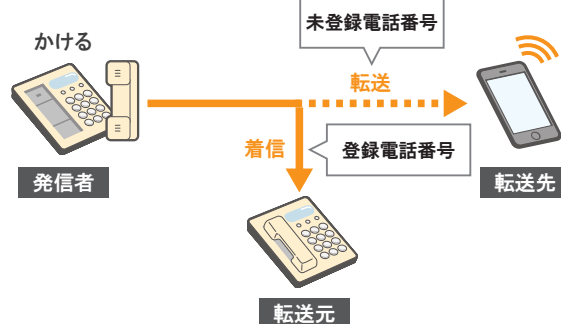 未登録電話番号
かける
転送
着信
登録電話番号
発信者
転送先
転送元